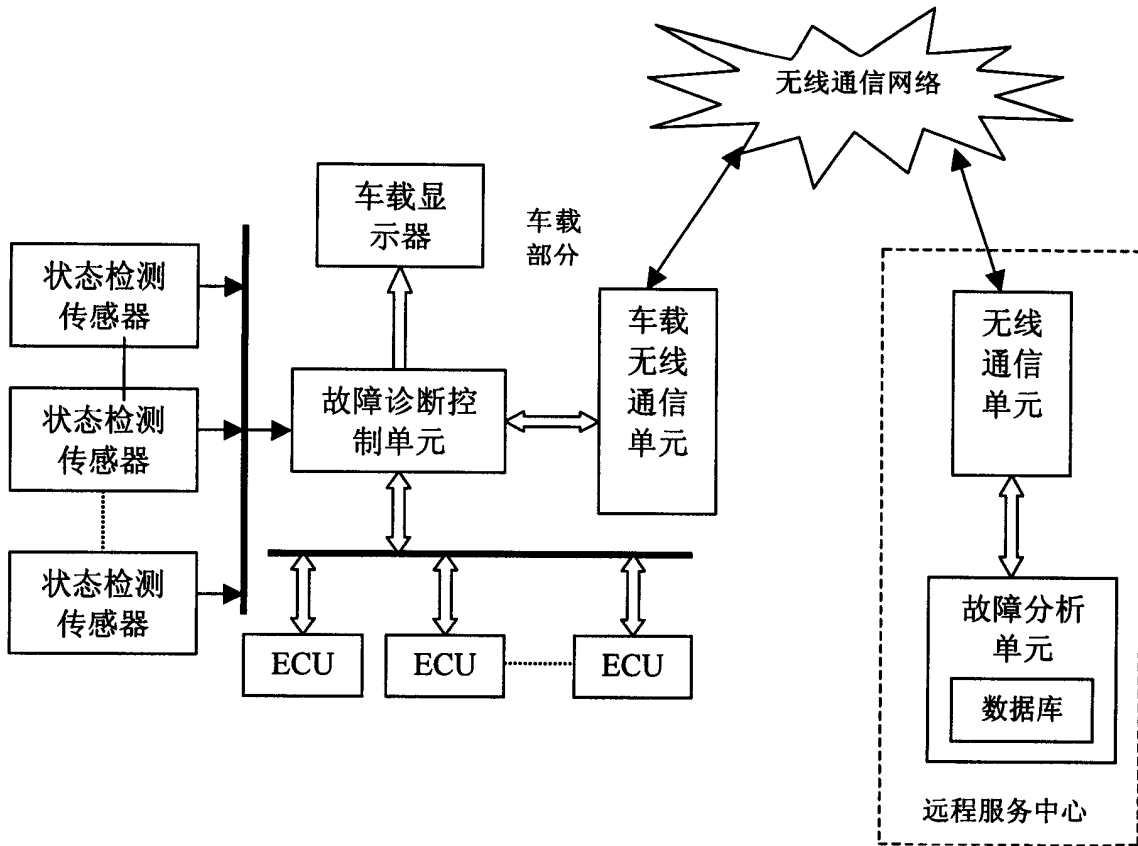 无线通信网络
车载显
示器
车载
部分
状态检测
传感器
车载
无线
通信
单元
无线
通信
单元
故障诊断控
制单元
状态检测
传感器
状态检测
传感器
ECU
ECU
ECU
故障分析
单元
数据库
远程服务中心